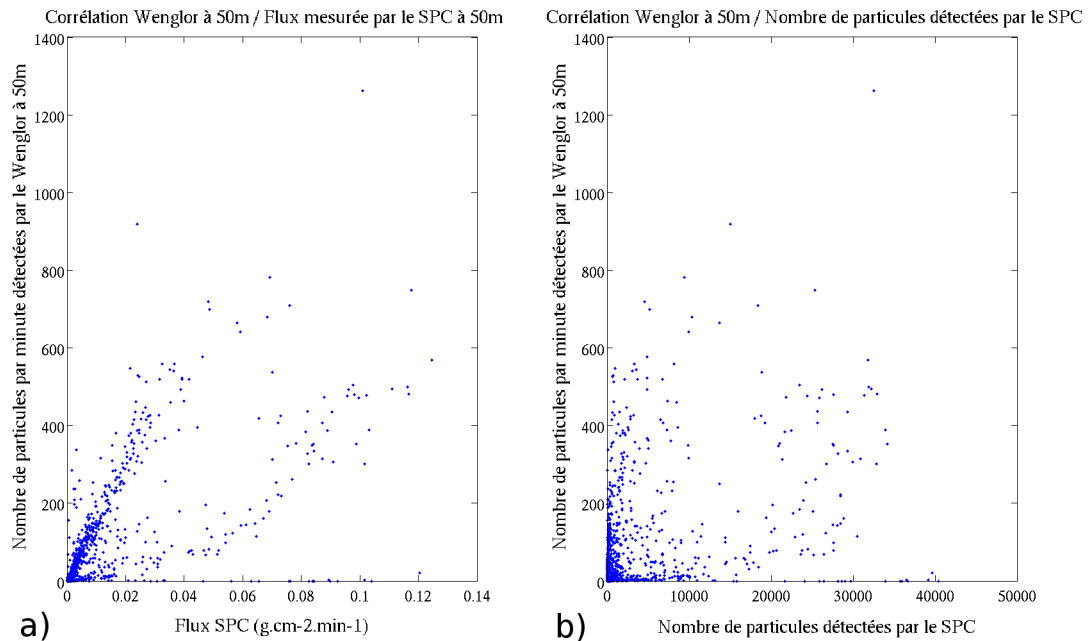 Corrélation Wenglor à 50m / Flux mesurée par le SPC à 50m
Nombre de particules par minute détectées par le Wenglor à 50m
1400
1200
1000
800
600
400
200
0
0 0.02 0.04 0.06 0.08 0.1 0.12 0.14
a) Flux SPC (g.cm-2.min-1)
Corrélation Wenglor à 50m / Nombre de particules détectées par le SPC
Nombre de particules par minute détectées par le Wenglor à 50m
1400
1200
1000
800
600
400
200
0
0 10000 20000 30000 40000 50000
b) Nombre de particules détectées par le SPC